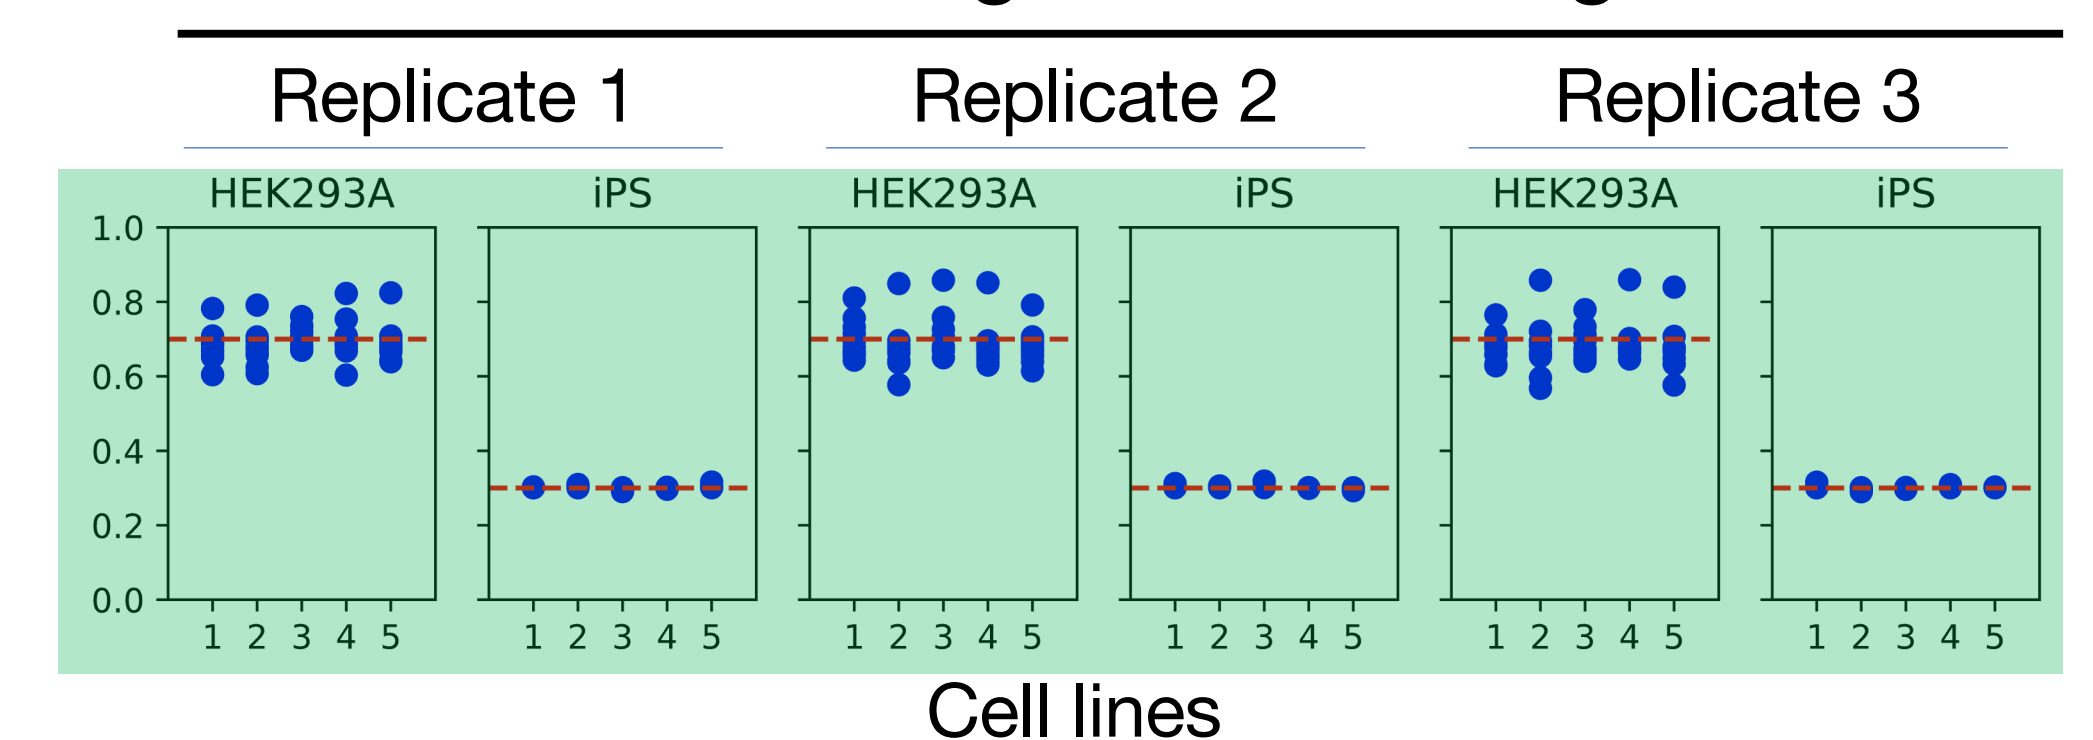 Replicate 1 Replicate 2 Replicate 3
HEK293A iPS HEK293A iPS HEK293A iPS
1.0
0.8
0.6
0.4
0.2
0.0
1 2 3 4 5 1 2 3 4 5 1 2 3 4 5 1 2 3 4 5 1 2 3 4 5 1 2 3 4 5
Cell lines